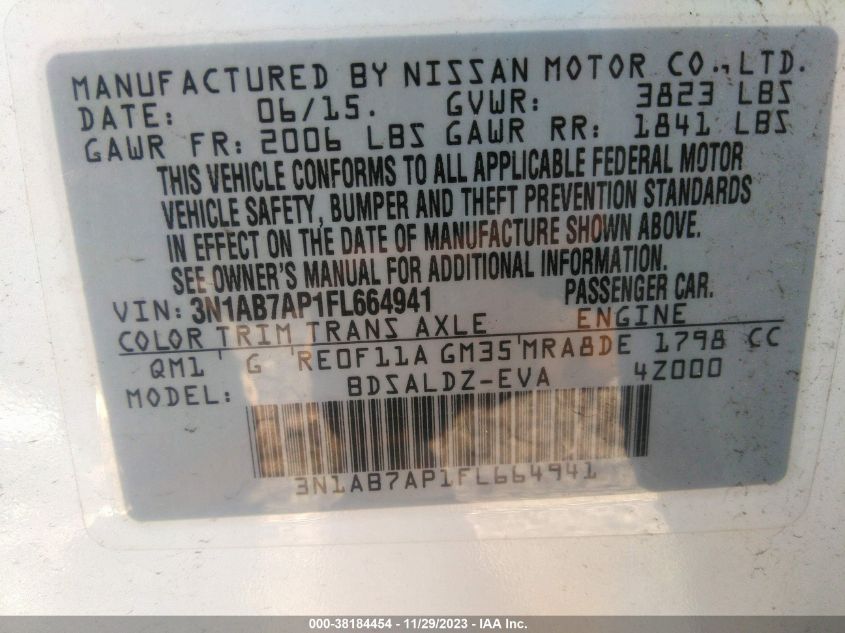 MANUFACTURED BY NISSAN MOTOR CO., LTD.
DATE: 06/15. GVWR: 3823 LBS
GAWR FR: 2006 LBS GAWR RR: 1841 LBS
THIS VEHICLE CONFORMS TO ALL APPLICABLE FEDERAL MOTOR
VEHICLE SAFETY, BUMPER AND THEFT PREVENTION STANDARDS
IN EFFECT ON THE DATE OF MANUFACTURE SHOWN ABOVE.
SEE OWNER'S MANUAL FOR ADDITIONAL INFORMATION.
VIN: 3N1AB7AP1FL664941 PASSENGER CAR.
COLOR TRIM TRANS AXLE ENGINE
QM1 G RE0F11A GM35 MRA8DE 1798 CC
MODEL: BDSALDZ-EVA 4Z000
3N1AB7AP1FL664941
000-38184454 - 11/29/2023 - IAA Inc.